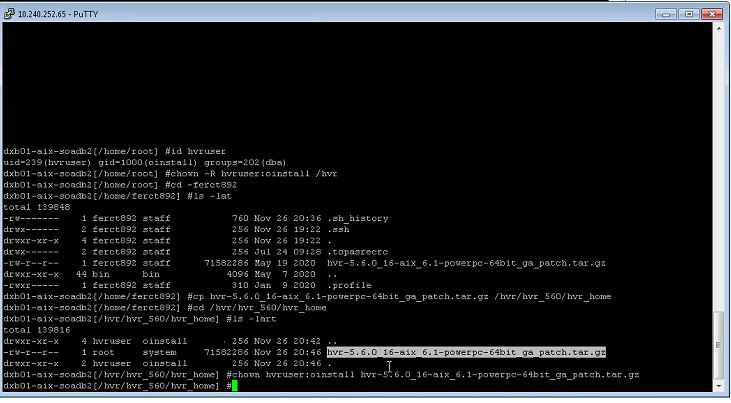 10.240.252.65 - PuTTY
dxb01-aix-soadb2[/home/root] #id hvruser
uid=239(hvruser) gid=1000(oinstall) groups=202(dba)
dxb01-aix-soadb2[/home/root] #chown -R hvruser:oinstall /hvr
dxb01-aix-soadb2[/home/root] #cd ~ferct892
dxb01-aix-soadb2[/home/ferct892] #ls -lat
total 139848
-rw------- 1 ferct892 staff 760 Nov 26 20:36 .sh_history
drwx------ 2 ferct892 staff 256 Nov 26 19:22 .ssh
drwxr-xr-x 4 ferct892 staff 256 Nov 26 19:22 .
drwx------ 2 ferct892 staff 256 Jul 24 09:28 .topasrecrc
-rw-r--r-- 1 ferct892 staff 71582286 May 19 2020 hvr-5.6.0_16-aix_6.1-powerpc-64bit_ga_patch.tar.gz
drwxr-xr-x 44 bin bin 4096 May 7 2020 ..
-rwxr----- 1 ferct892 staff 310 Jan 9 2020 .profile
dxb01-aix-soadb2[/home/ferct892] #cp hvr-5.6.0_16-aix_6.1-powerpc-64bit_ga_patch.tar.gz /hvr/hvr_560/hvr_home
dxb01-aix-soadb2[/home/ferct892] #cd /hvr/hvr_560/hvr_home
dxb01-aix-soadb2[/hvr/hvr_560/hvr_home] #ls -lart
total 139816
drwxr-xr-x 4 hvruser oinstall 256 Nov 26 20:42 ..
-rw-r--r-- 1 root system 71582286 Nov 26 20:46 hvr-5.6.0_16-aix_6.1-powerpc-64bit_ga_patch.tar.gz
drwxr-xr-x 2 hvruser oinstall 256 Nov 26 20:46 .
dxb01-aix-soadb2[/hvr/hvr_560/hvr_home] #chown hvruser:oinstall hvr-5.6.0_16-aix_6.1-powerpc-64bit_ga_patch.tar.gz
dxb01-aix-soadb2[/hvr/hvr_560/hvr_home] #